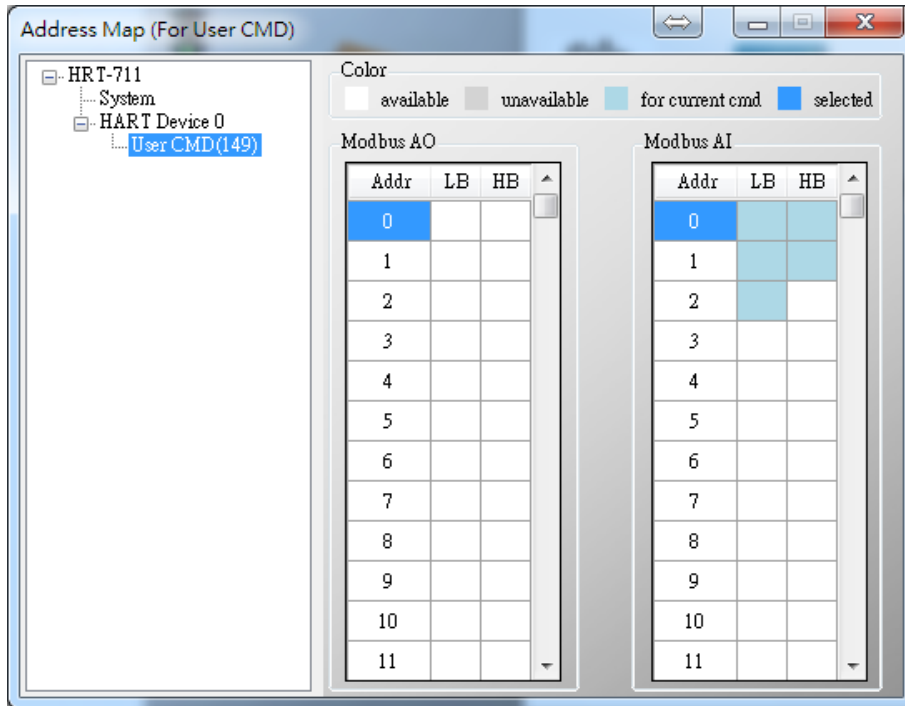 Address Map (For User CMD)
HRT-711
System
HART Device 0
User CMD(149)
Color
available unavailable for current cmd selected
Modbus AO
Addr LB HB
0
1
2
3
4
5
6
7
8
9
10
11
Modbus AI
Addr LB HB
0
1
2
3
4
5
6
7
8
9
10
11